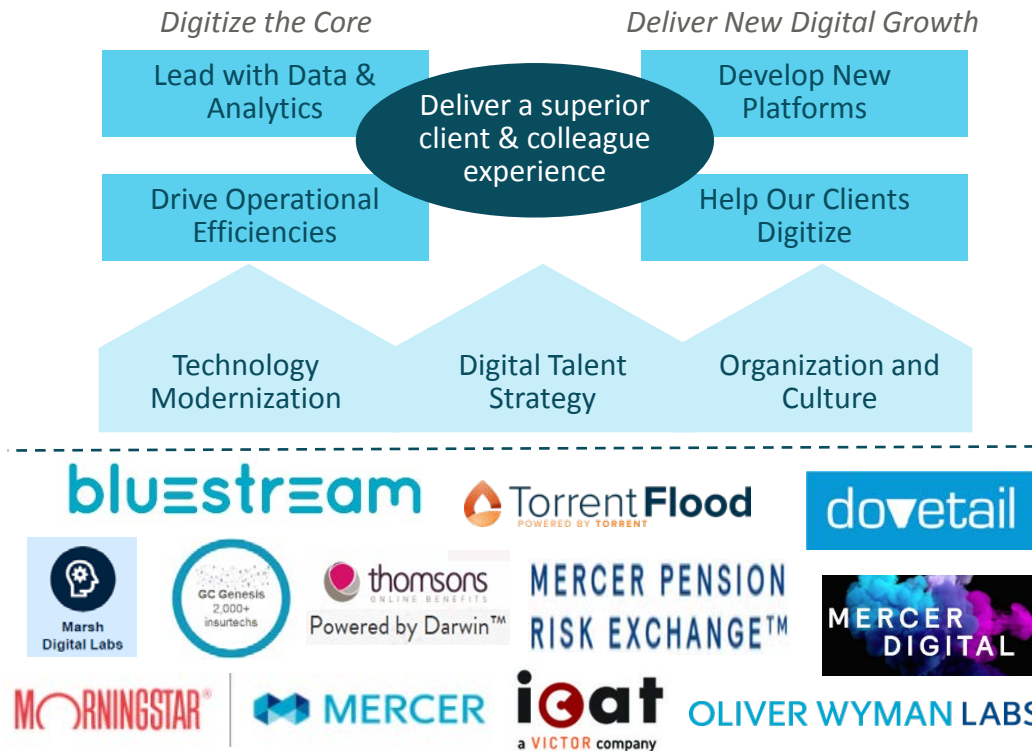 Digitize the Core
Deliver New Digital Growth
Lead with Data &
Analytics
Deliver a superior
client & colleague
experience
Develop New
Platforms
Drive Operational
Efficiencies
Help Our Clients
Digitize
Technology
Modernization
Digital Talent
Strategy
Organization and
Culture
bluestream
TorrentFlood
POWERED BY TORRENT
dovetail
Marsh
Digital Labs
GC Genesis
2,000+
insurtechs
thomsons
ONLINE BENEFITS
Powered by Darwin™
MERCER PENSION
RISK EXCHANGE™
MERCER
DIGITAL
MORNINGSTAR®
MERCER
icat
a VICTOR company
OLIVER WYMAN LABS